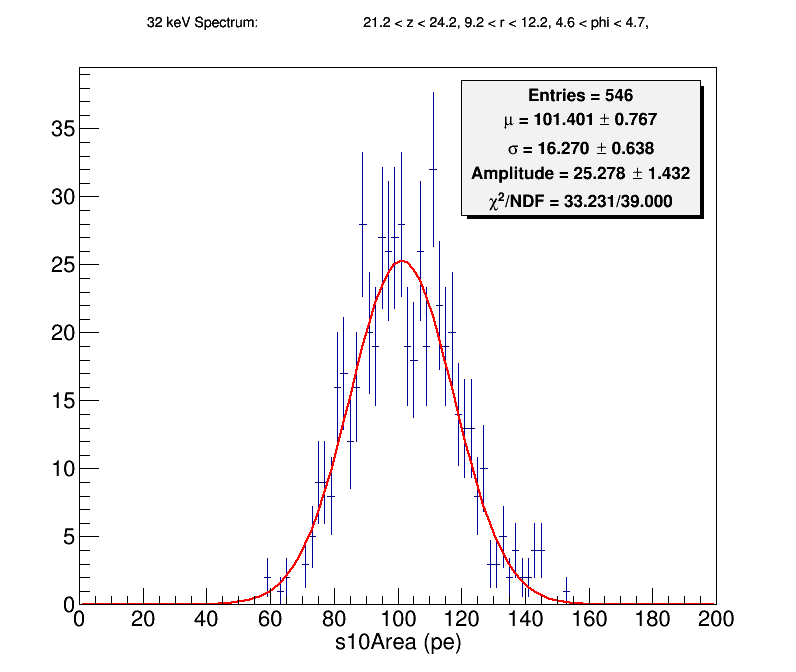 32 keV Spectrum: 21.2 < z < 24.2, 9.2 < r < 12.2, 4.6 < phi < 4.7,
Entries = 546
μ = 101.401 ± 0.767
σ = 16.270 ± 0.638
Amplitude = 25.278 ± 1.432
χ²/NDF = 33.231/39.000
35
30
25
20
15
10
5
0
0 20 40 60 80 100 120 140 160 180 200
s10Area (pe)